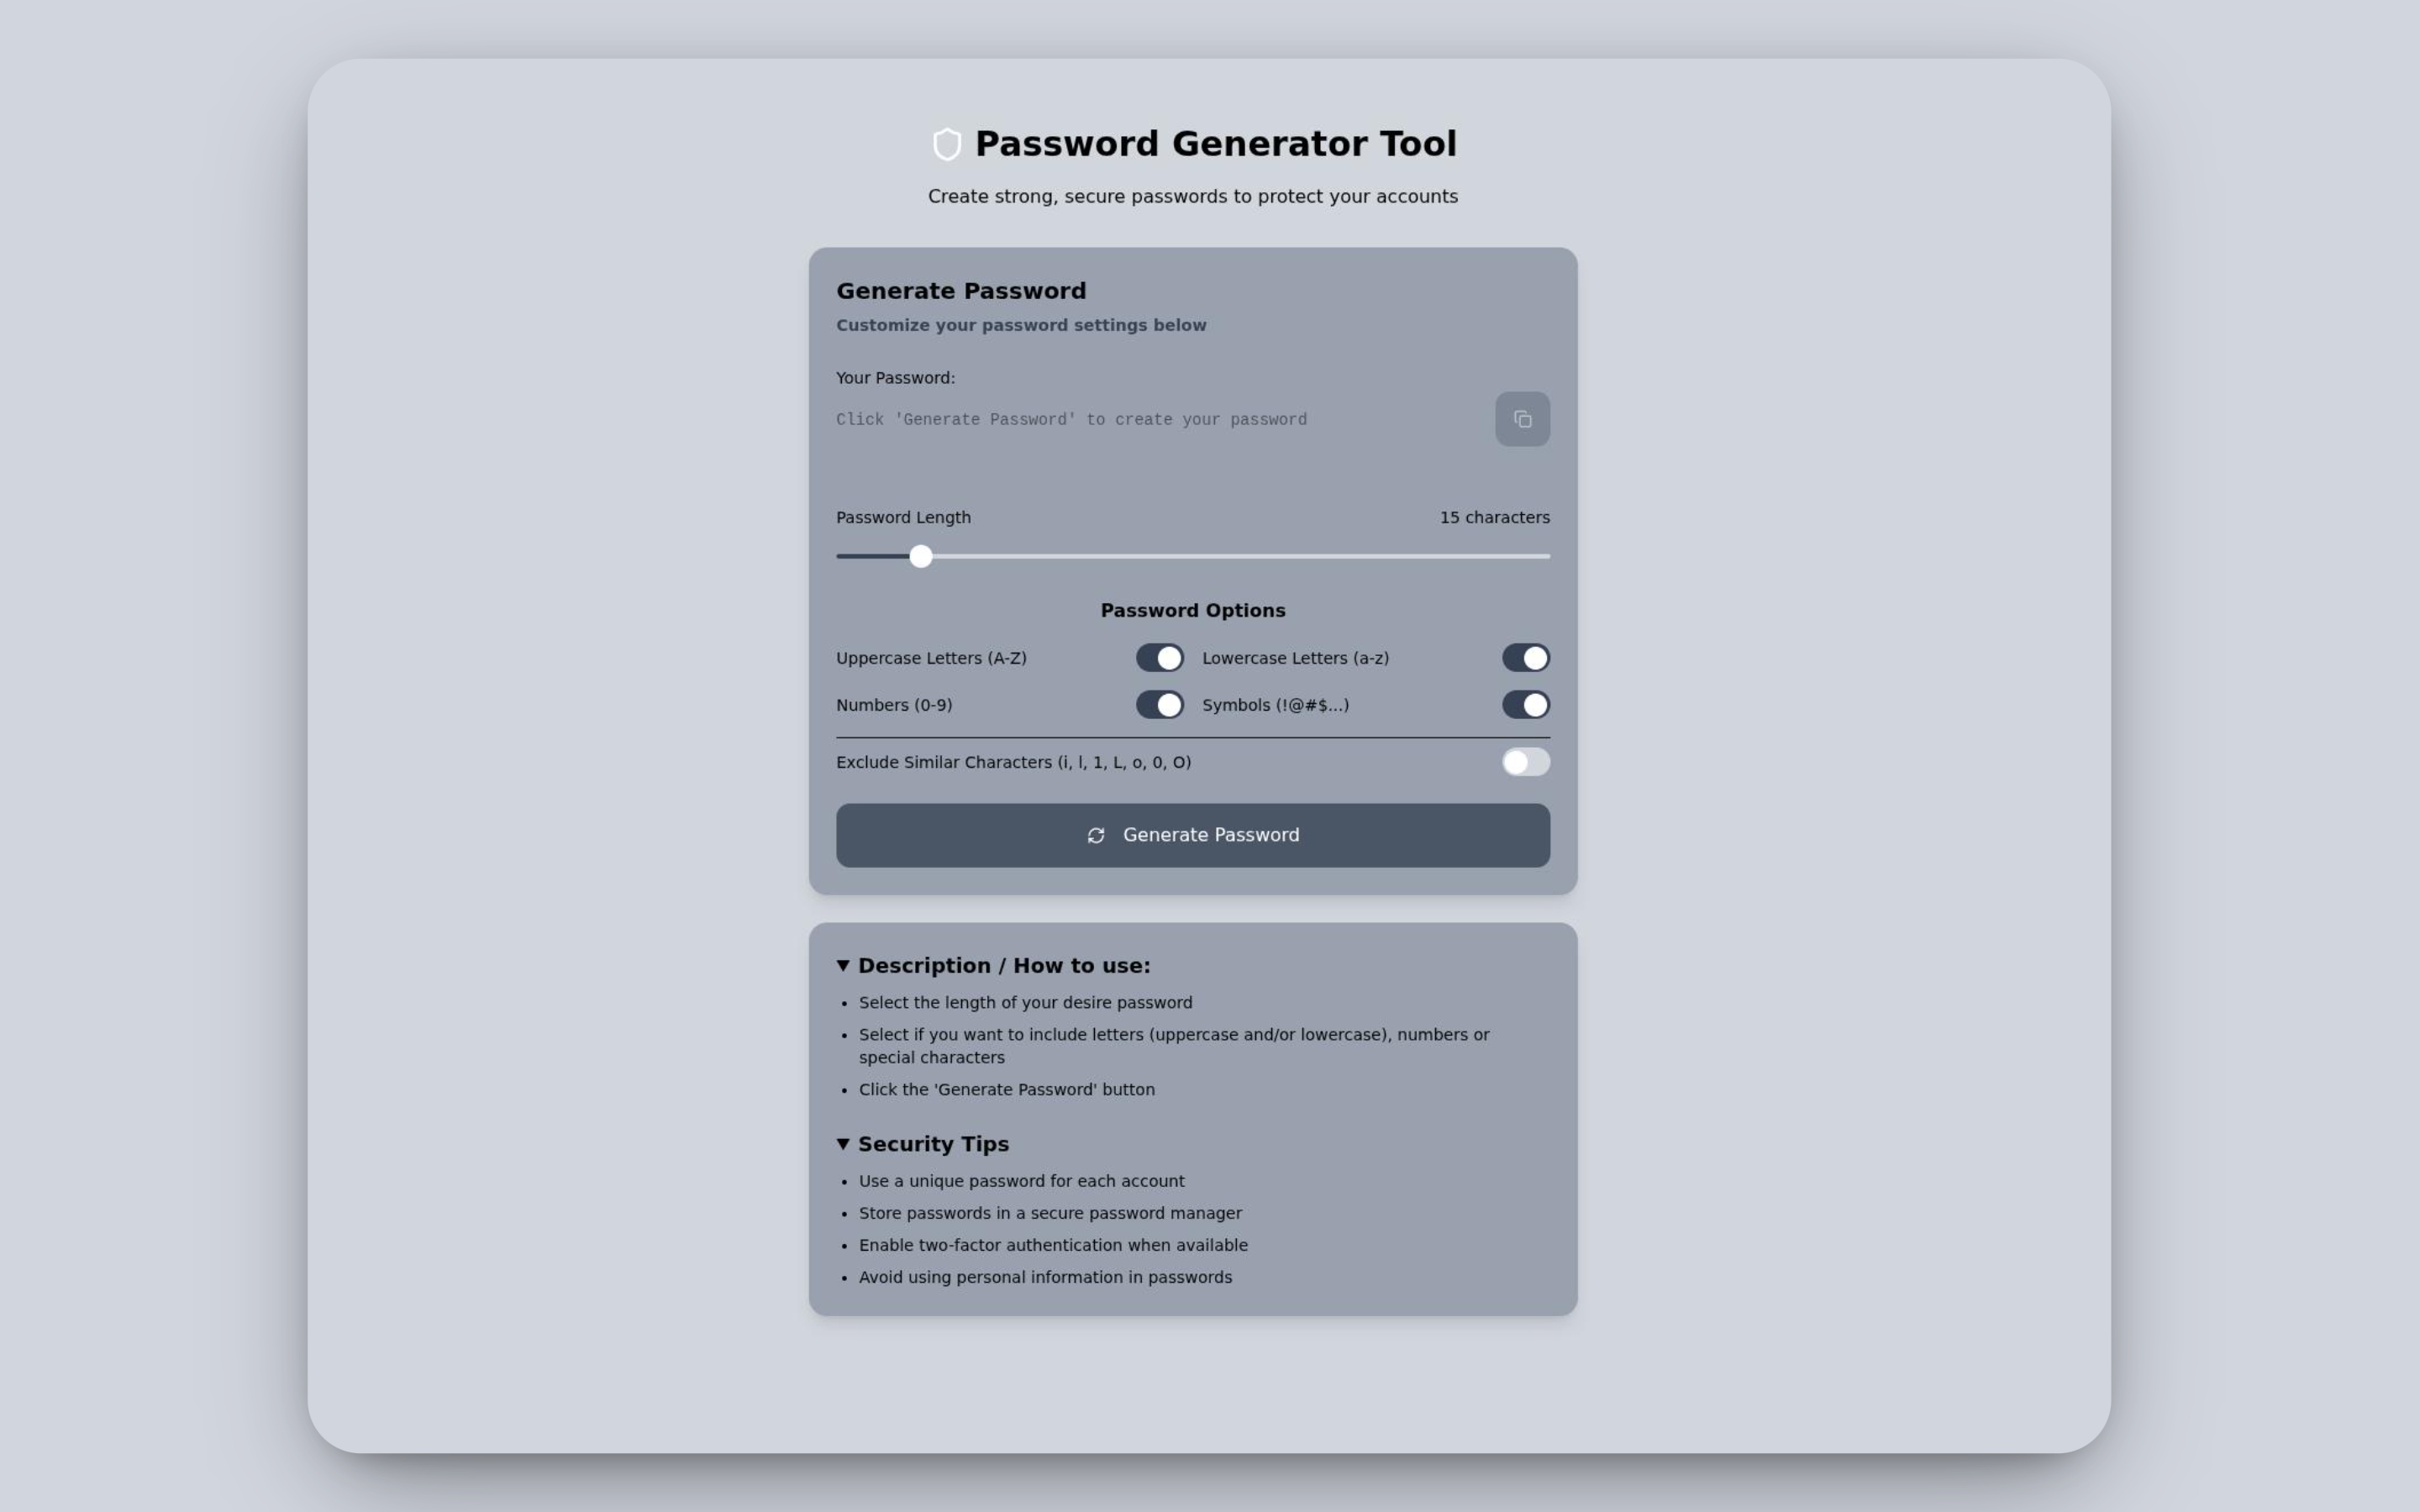 Password Generator Tool
Create strong, secure passwords to protect your accounts
Generate Password
Customize your password settings below
Your Password:
Click 'Generate Password' to create your password
Password Length
15 characters
Password Options
Uppercase Letters (A-Z)
Lowercase Letters (a-z)
Numbers (0-9)
Symbols (!@#$...)
Exclude Similar Characters (i, l, 1, L, o, 0, O)
Generate Password
Description / How to use:
Select the length of your desire password
Select if you want to include letters (uppercase and/or lowercase), numbers or
special characters
Click the 'Generate Password' button
Security Tips
Use a unique password for each account
Store passwords in a secure password manager
Enable two-factor authentication when available
Avoid using personal information in passwords